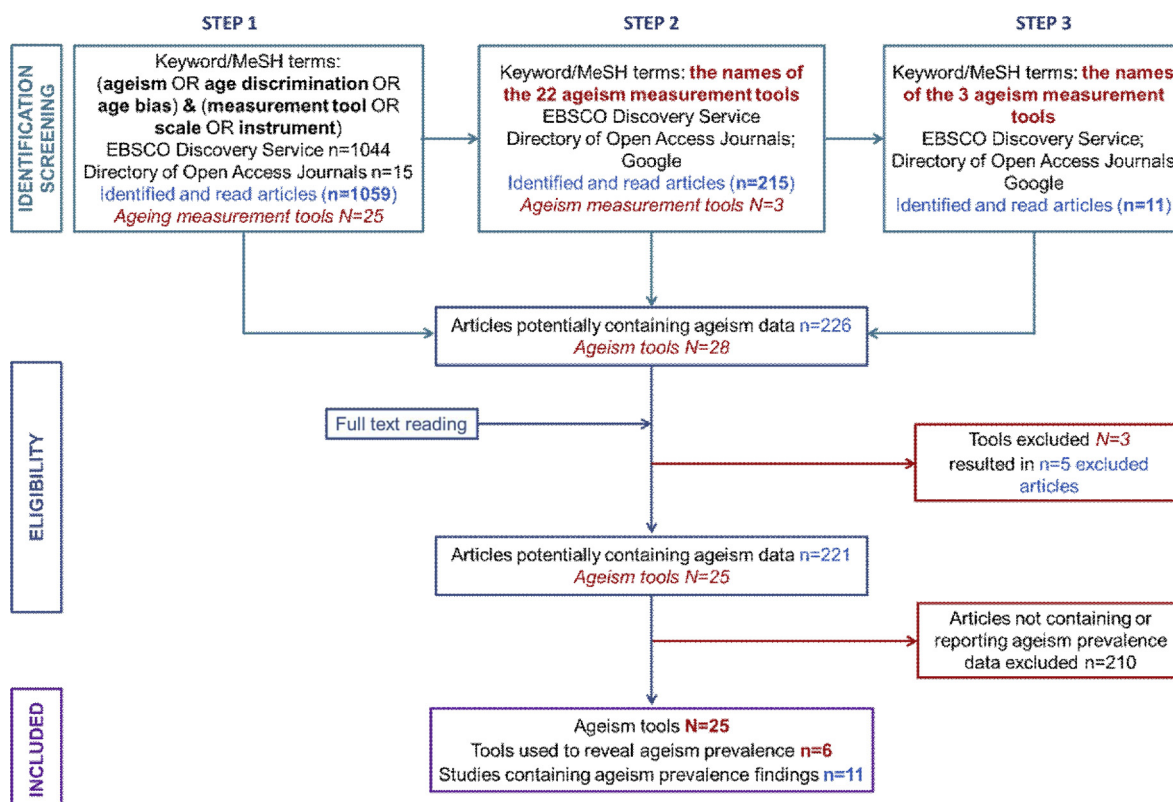 STEP 1
STEP 2
STEP 3
IDENTIFICATION
SCREENING
Keyword/MeSH terms:
(ageism OR age discrimination OR
age bias) & (measurement tool OR
scale OR instrument)
EBSCO Discovery Service n=1044
Directory of Open Access Journals n=15
Identified and read articles (n=1059)
Ageing measurement tools N=25
Keyword/MeSH terms: the names of
the 22 ageism measurement tools
EBSCO Discovery Service
Directory of Open Access Journals;
Google
Identified and read articles (n=215)
Ageism measurement tools N=3
Keyword/MeSH terms: the names
of the 3 ageism measurement
tools
EBSCO Discovery Service;
Directory of Open Access Journals;
Google
Identified and read articles (n=11)
Articles potentially containing ageism data n=226
Ageism tools N=28
ELIGIBILITY
Full text reading
Tools excluded N=3
resulted in n=5 excluded
articles
Articles potentially containing ageism data n=221
Ageism tools N=25
Articles not containing or
reporting ageism prevalence
data excluded n=210
INCLUDED
Ageism tools N=25
Tools used to reveal ageism prevalence n=6
Studies containing ageism prevalence findings n=11